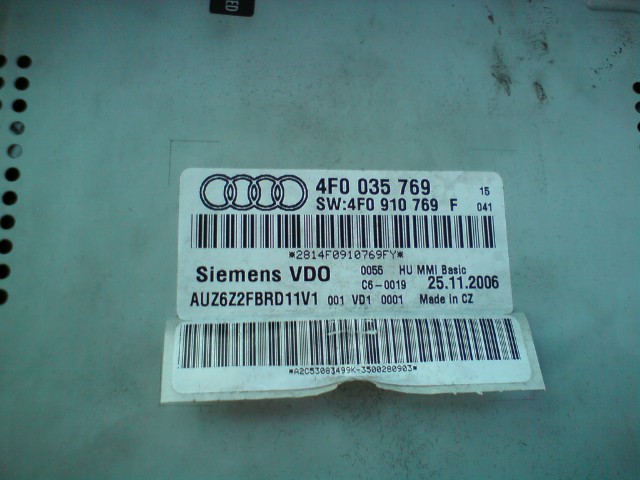 ED
4F0 035 769 15
SW:4F0 910 769 F 041
*2814F0910769FY*
Siemens VDO 0055 HU MMI Basic
C6-0019 25.11.2006
AUZ6Z2FBRD11V1 001 VD1 0001 Made in CZ
*A2C53083499K-3500280903*